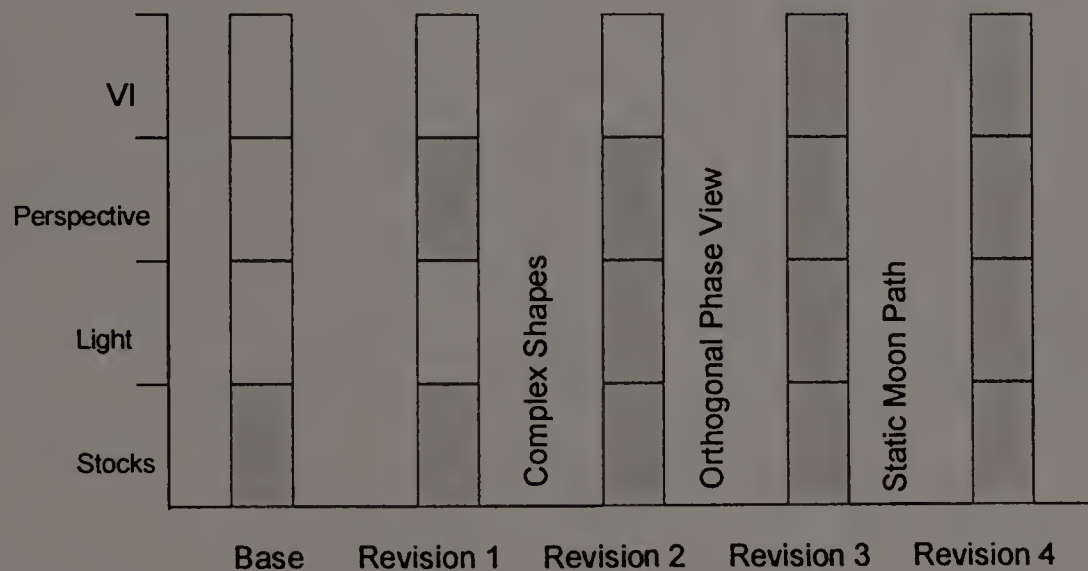 VI
Perspective
Light
Stocks
Complex Shapes
Orthogonal Phase View
Static Moon Path
Base
Revision 1
Revision 2
Revision 3
Revision 4